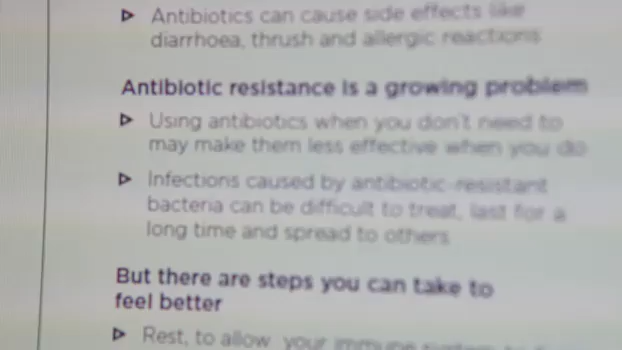 ▷ Antibiotics can cause side effects like
diarrhoea, thrush and allergic reactions
Antibiotic resistance is a growing problem
▷ Using antibiotics when you don't need to
may make them less effective when you do
▷ Infections caused by antibiotic-resistant
bacteria can be difficult to treat, last for a
long time and spread to others
But there are steps you can take to
feel better
▷ Rest, to allow your immune system to